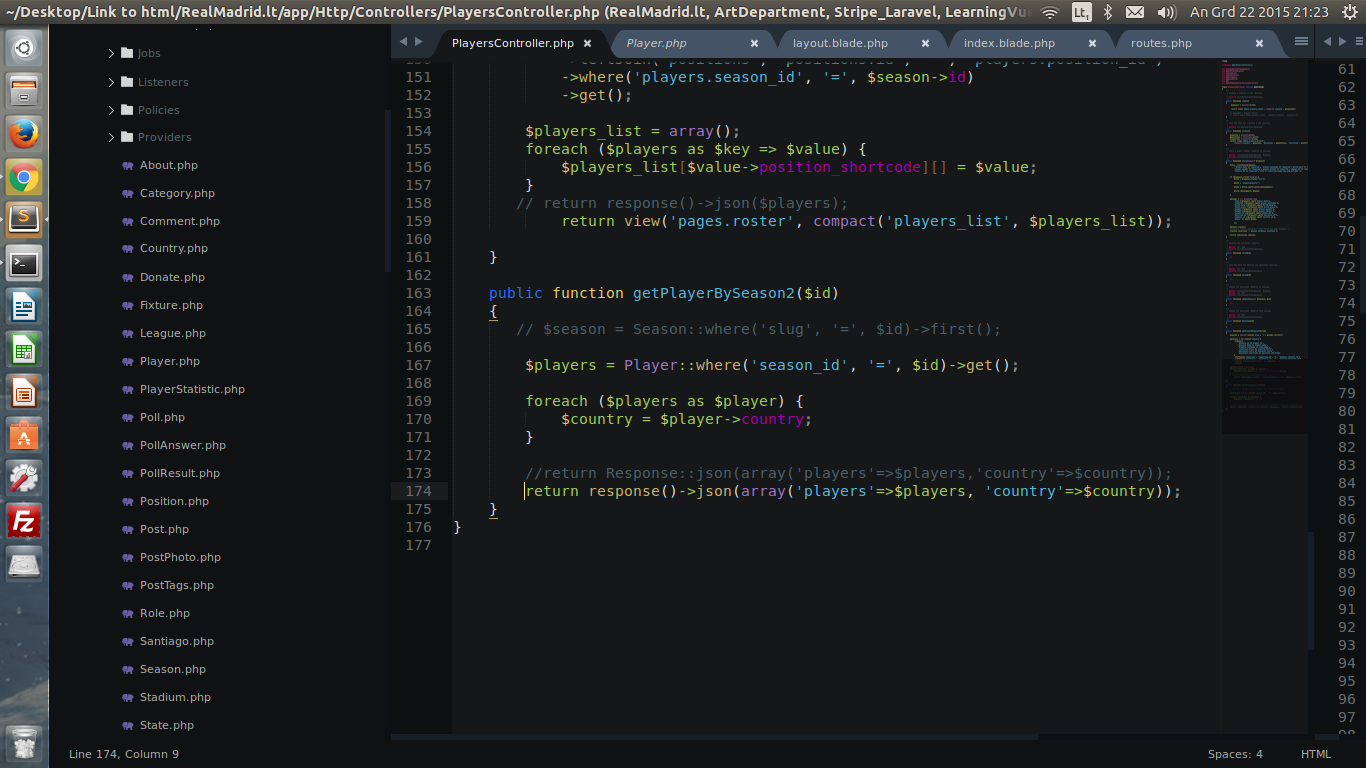 ~/Desktop/Link to html/RealMadrid.lt/app/Http/Controllers/PlayersController.php (RealMadrid.lt, ArtDepartment, Stripe_Laravel, LearningVue
Lt1
An Grd 22 2015 21:23
Jobs
Listeners
Policies
Providers
About.php
Category.php
Comment.php
Country.php
Donate.php
Fixture.php
League.php
Player.php
PlayerStatistic.php
Poll.php
PollAnswer.php
PollResult.php
Position.php
Post.php
PostPhoto.php
PostTags.php
Role.php
Santiago.php
Season.php
Stadium.php
State.php
PlayersController.php
Player.php
layout.blade.php
index.blade.php
routes.php
151 ->where('players.season_id', '=', $season->id)
152 ->get();
153
154 $players_list = array();
155 foreach ($players as $key => $value) {
156 $players_list[$value->position_shortcode][] = $value;
157 }
158 // return response()->json($players);
159 return view('pages.roster', compact('players_list', $players_list));
160
161 }
162
163 public function getPlayerBySeason2($id)
164 {
165 // $season = Season::where('slug', '=', $id)->first();
166
167 $players = Player::where('season_id', '=', $id)->get();
168
169 foreach ($players as $player) {
170 $country = $player->country;
171 }
172
173 //return Response::json(array('players'=>$players,'country'=>$country));
174 return response()->json(array('players'=>$players, 'country'=>$country));
175 }
176 }
177
61
62
63
64
65
66
67
68
69
70
71
72
73
74
75
76
77
78
79
80
81
82
83
84
85
86
87
88
89
90
91
92
93
94
95
96
97
Line 174, Column 9
Spaces: 4
HTML